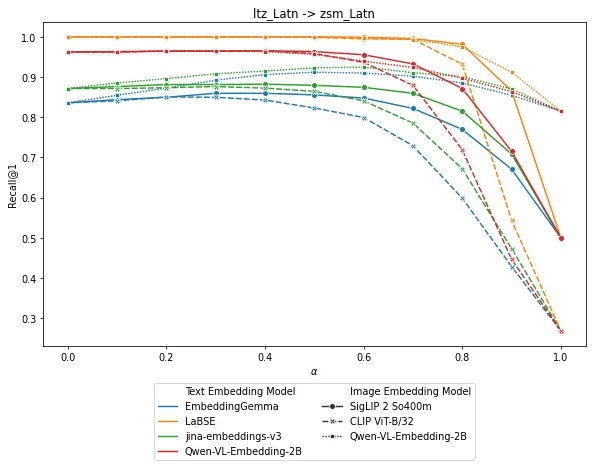 ltz_Latn -> zsm_Latn
Recall@1
1.0
0.9
0.8
0.7
0.6
0.5
0.4
0.3
0.0 0.2 0.4 0.6 0.8 1.0
α
Text Embedding Model Image Embedding Model
EmbeddingGemma SigLIP 2 So400m
LaBSE CLIP ViT-B/32
jina-embeddings-v3 Qwen-VL-Embedding-2B
Qwen-VL-Embedding-2B